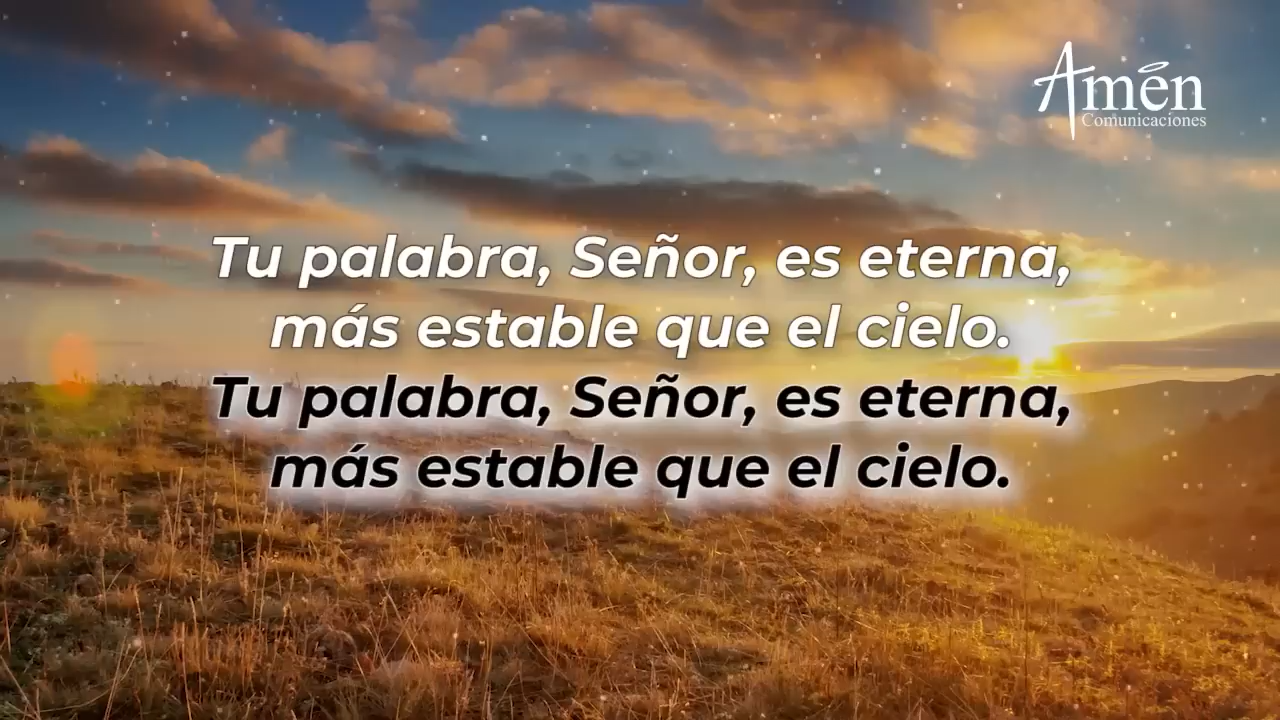 Amén
Comunicaciones
Tu palabra, Señor, es eterna,
más estable que el cielo.
Tu palabra, Señor, es eterna,
más estable que el cielo.